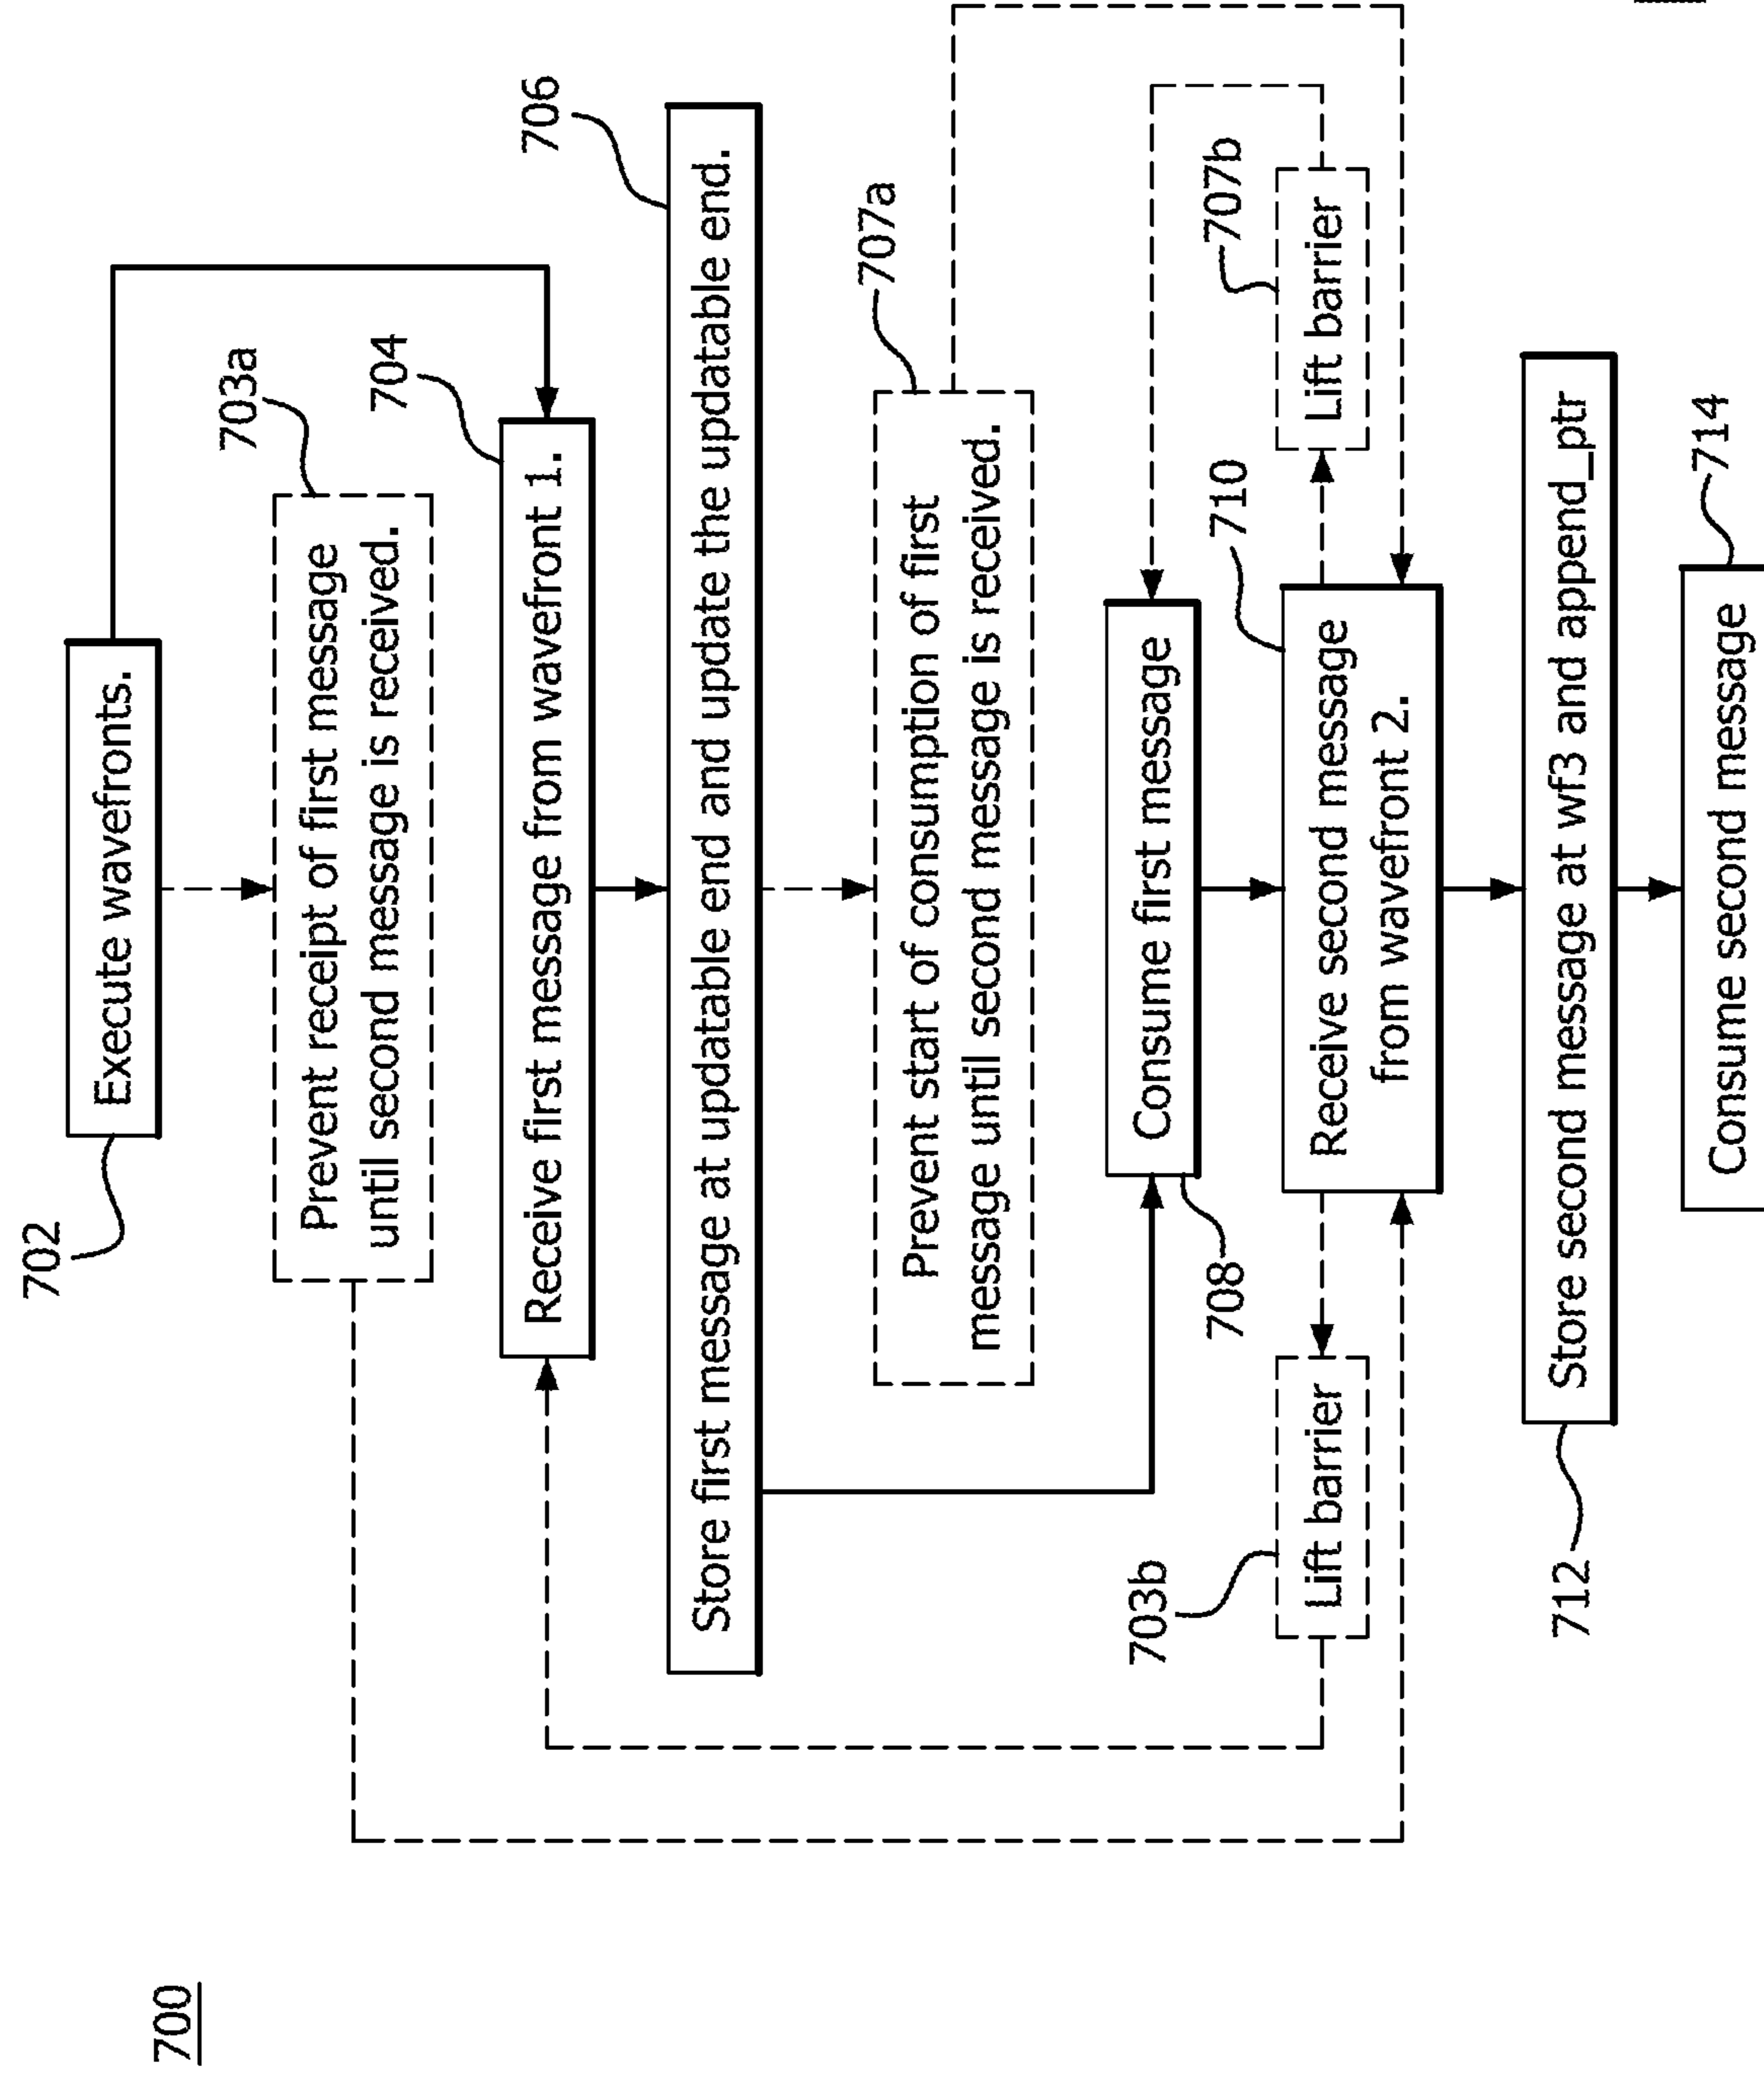 700
702
Execute wavefronts.
703a
Prevent receipt of first message
until second message is received.
704
Receive first message from wavefront 1.
706
Store first message at updatable end and update the updatable end.
707a
Prevent start of consumption of first
message until second message is received.
Consume first message
708
703b
Lift barrier
710
Receive second message
from wavefront 2.
707b
Lift barrier
712
Store second message at wf3 and append_ptr
714
Consume second message